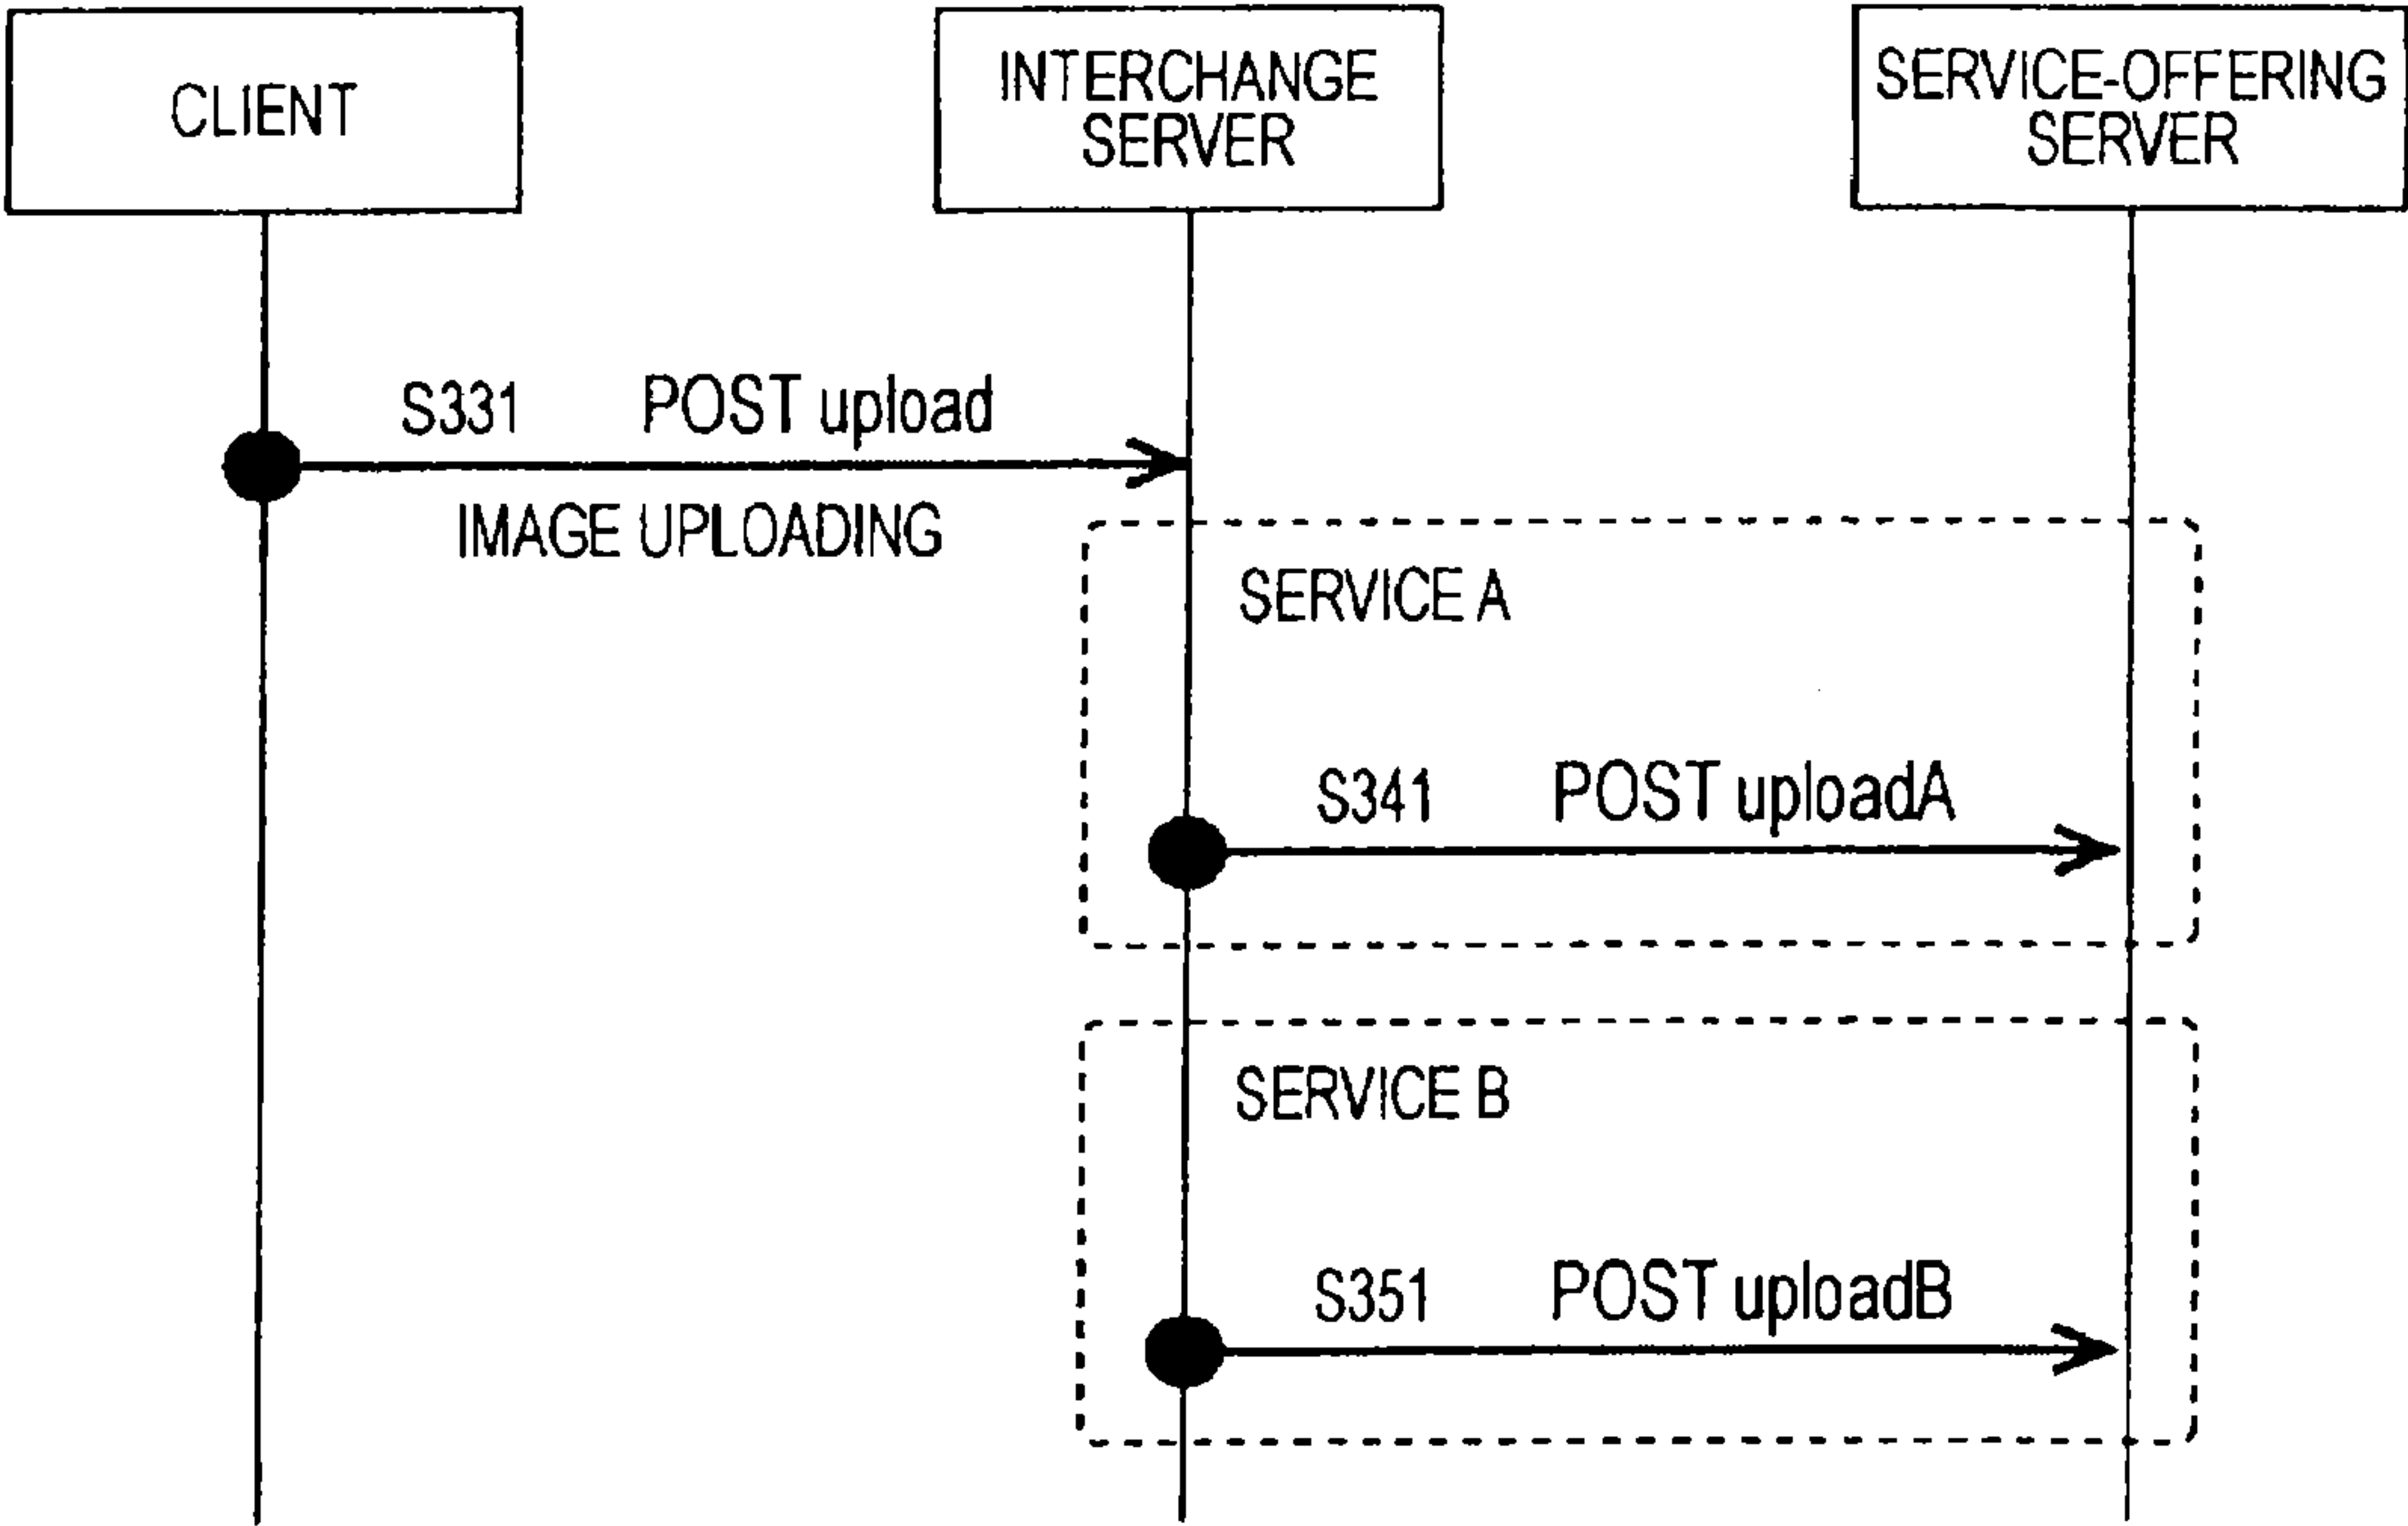 CLIENT
INTERCHANGE
SERVER
SERVICE-OFFERING
SERVER
S331 POST upload
IMAGE UPLOADING
SERVICE A
S341 POST uploadA
SERVICE B
S351 POST uploadB